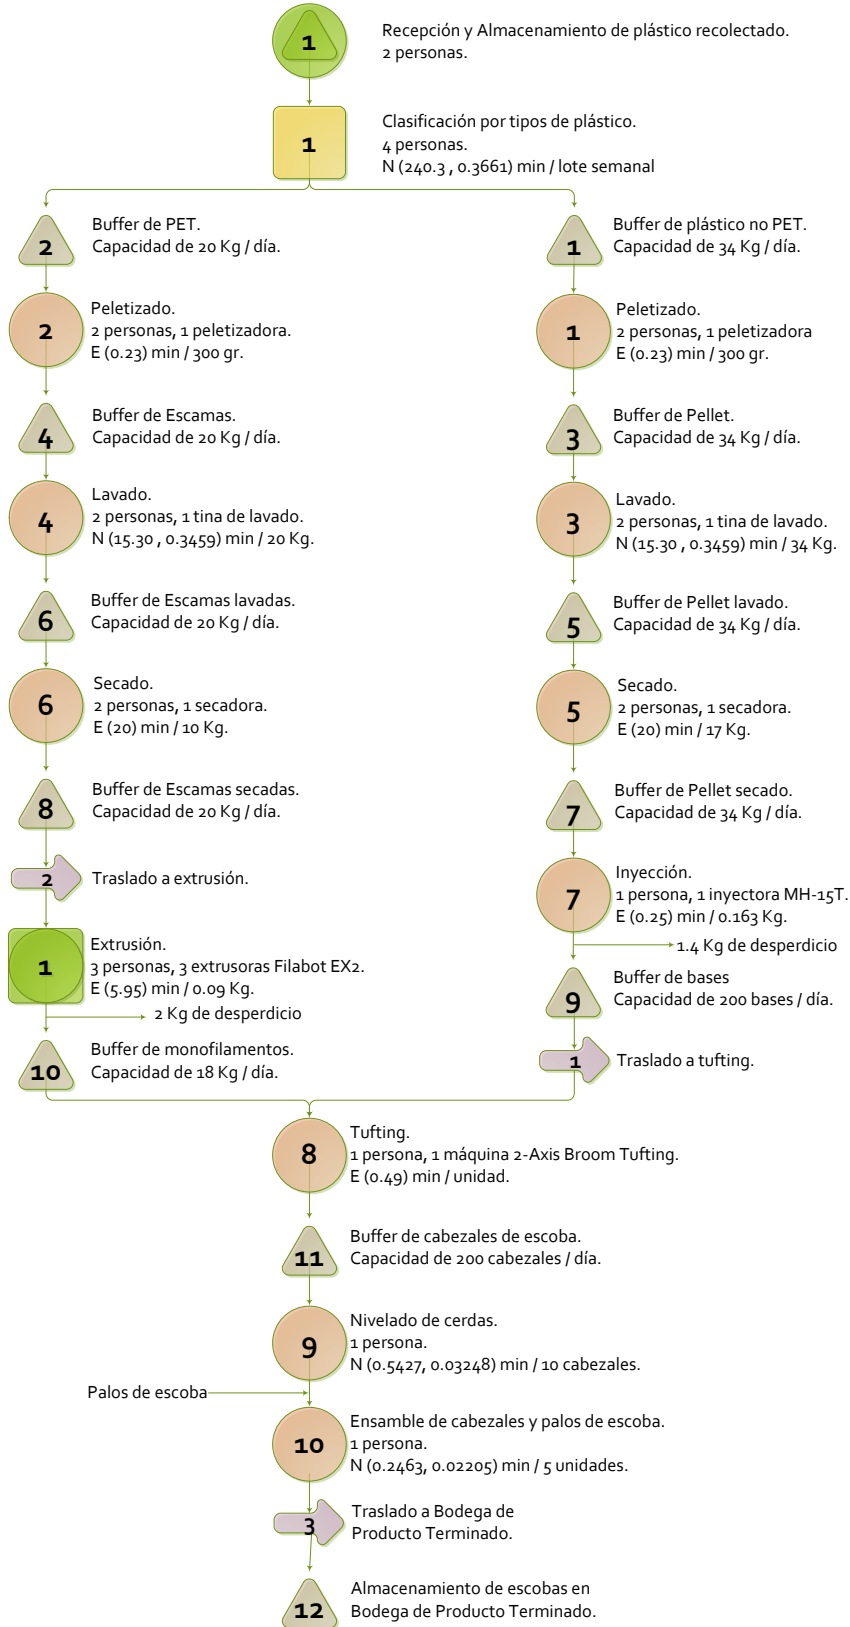 1
Recepción y Almacenamiento de plástico recolectado.
2 personas.
1
Clasificación por tipos de plástico.
4 personas.
N (240.3 , 0.3661) min / lote semanal
2
Buffer de PET.
Capacidad de 20 Kg / día.
1
Buffer de plástico no PET.
Capacidad de 34 Kg / día.
2
Peletizado.
2 personas, 1 peletizadora.
E (0.23) min / 300 gr.
1
Peletizado.
2 personas, 1 peletizadora
E (0.23) min / 300 gr.
4
Buffer de Escamas.
Capacidad de 20 Kg / día.
3
Buffer de Pellet.
Capacidad de 34 Kg / día.
4
Lavado.
2 personas, 1 tina de lavado.
N (15.30 , 0.3459) min / 20 Kg.
3
Lavado.
2 personas, 1 tina de lavado.
N (15.30 , 0.3459) min / 34 Kg.
6
Buffer de Escamas lavadas.
Capacidad de 20 Kg / día.
5
Buffer de Pellet lavado.
Capacidad de 34 Kg / día.
6
Secado.
2 personas, 1 secadora.
E (20) min / 10 Kg.
5
Secado.
2 personas, 1 secadora.
E (20) min / 17 Kg.
8
Buffer de Escamas secadas.
Capacidad de 20 Kg / día.
7
Buffer de Pellet secado.
Capacidad de 34 Kg / día.
2
Traslado a extrusión.
7
Inyección.
1 persona, 1 inyectora MH-15T.
E (0.25) min / 0.163 Kg.
1.4 Kg de desperdicio
1
Extrusión.
3 personas, 3 extrusoras Filabot EX2.
E (5.95) min / 0.09 Kg.
2 Kg de desperdicio
9
Buffer de bases
Capacidad de 200 bases / día.
10
Buffer de monofilamentos.
Capacidad de 18 Kg / día.
1
Traslado a tufting.
8
Tufting.
1 persona, 1 máquina 2-Axis Broom Tufting.
E (0.49) min / unidad.
11
Buffer de cabezales de escoba.
Capacidad de 200 cabezales / día.
9
Nivelado de cerdas.
1 persona.
N (0.5427, 0.03248) min / 10 cabezales.
Palos de escoba
10
Ensamble de cabezales y palos de escoba.
1 persona.
N (0.2463, 0.02205) min / 5 unidades.
3
Traslado a Bodega de
Producto Terminado.
12
Almacenamiento de escobas en
Bodega de Producto Terminado.